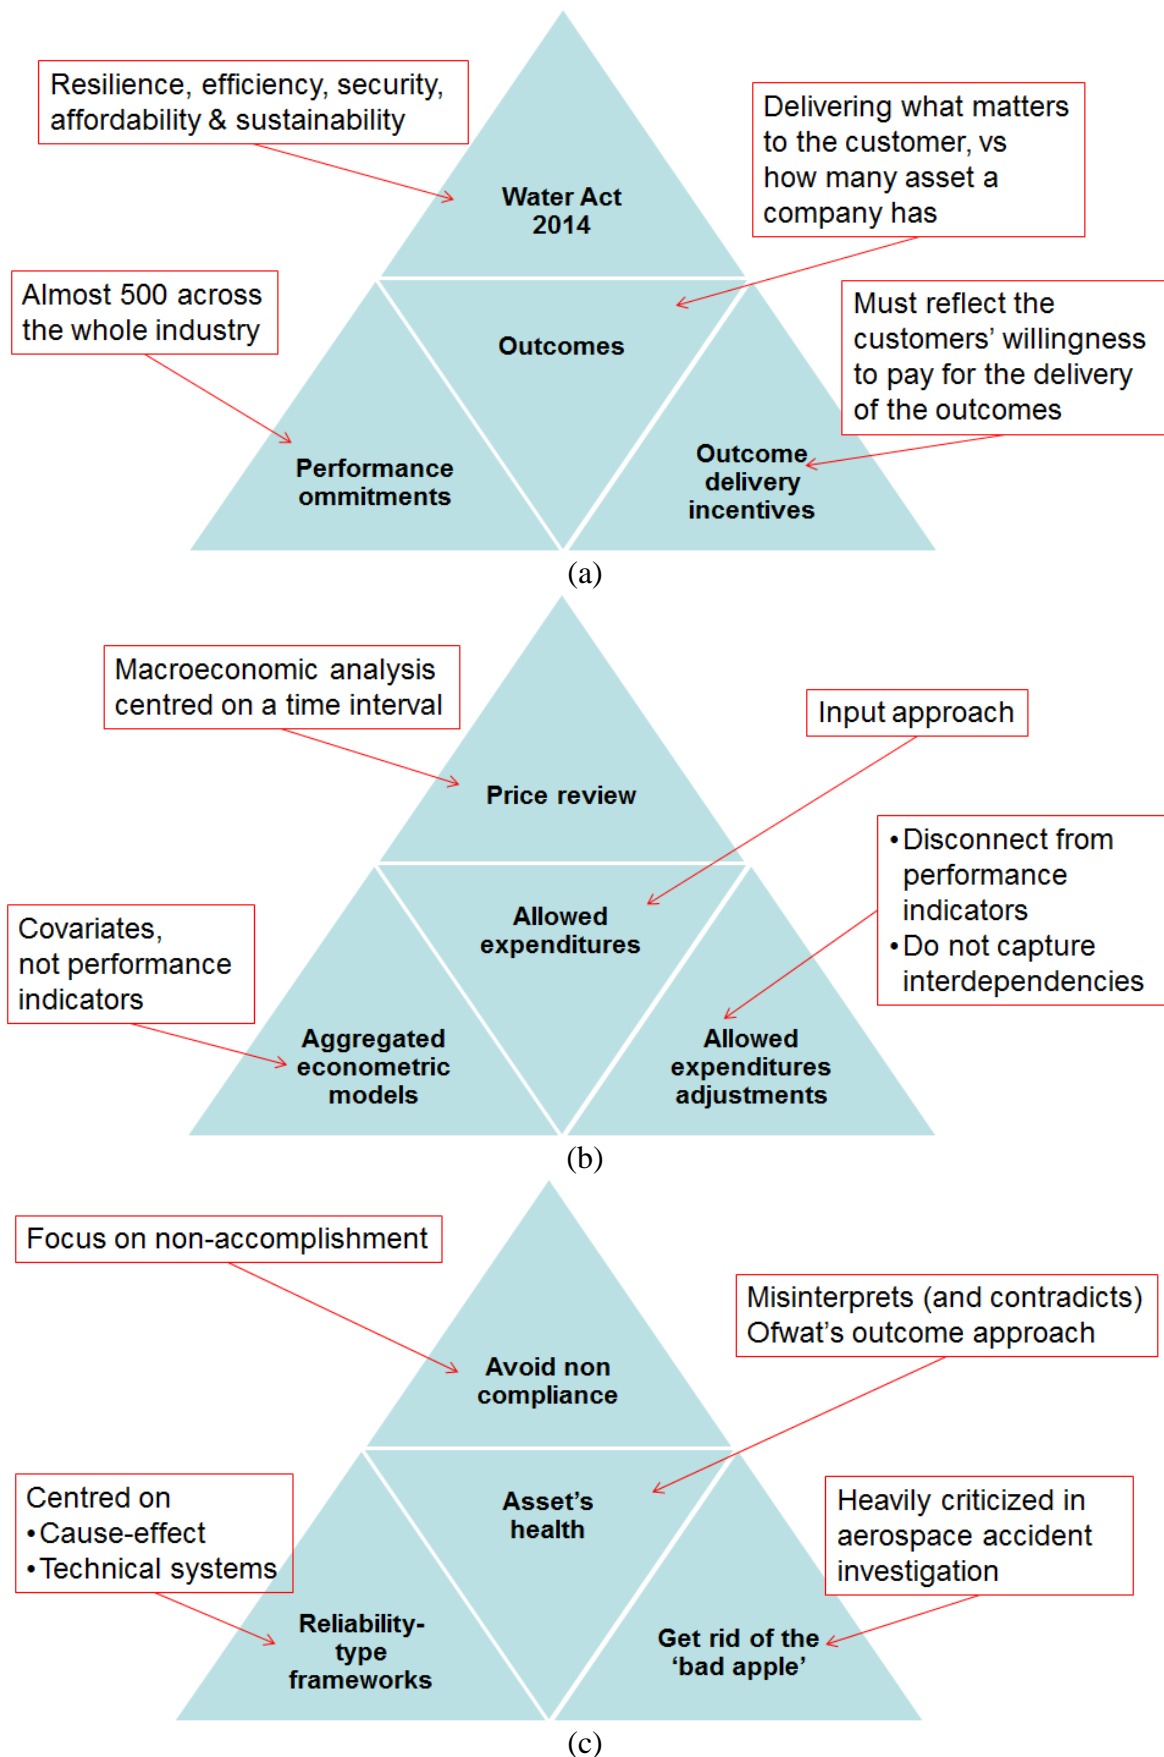 Resilience, efficiency, security,
affordability & sustainability
Delivering what matters
to the customer, vs
how many asset a
company has
Water Act
2014
Almost 500 across
the whole industry
Must reflect the
customers’ willingness
to pay for the delivery
of the outcomes
Outcomes
Performance
ommitments
Outcome
delivery
incentives
(a)
Macroeconomic analysis
centred on a time interval
Input approach
Price review
• Disconnect from
performance
indicators
• Do not capture
interdependencies
Covariates,
not performance
indicators
Allowed
expenditures
Aggregated
econometric
models
Allowed
expenditures
adjustments
(b)
Focus on non-accomplishment
Misinterprets (and contradicts)
Ofwat’s outcome approach
Avoid non
compliance
Centred on
• Cause-effect
• Technical systems
Asset’s
health
Heavily criticized in
aerospace accident
investigation
Reliability-
type
frameworks
Get rid of the
‘bad apple’
(c)